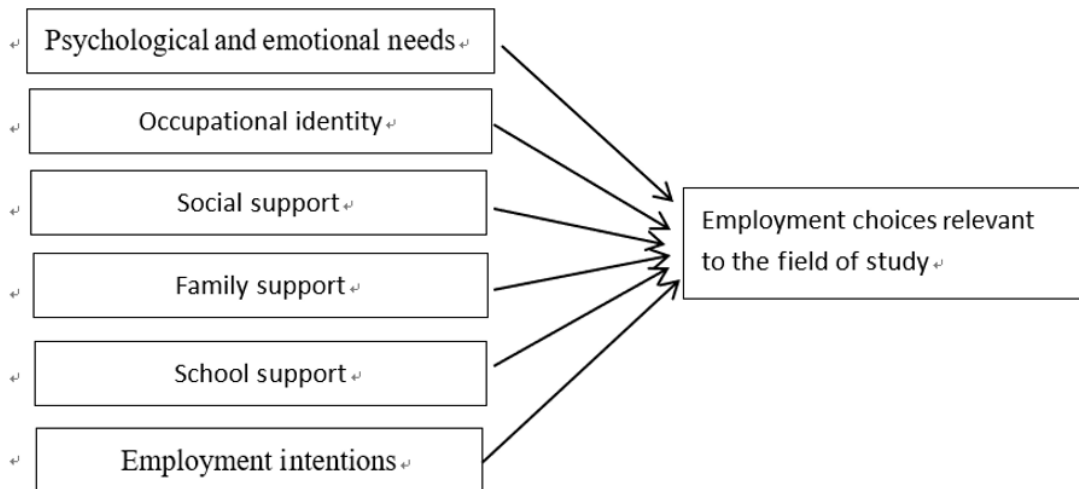 Psychological and emotional needs
Occupational identity
Social support
Family support
School support
Employment intentions
Employment choices relevant
to the field of study